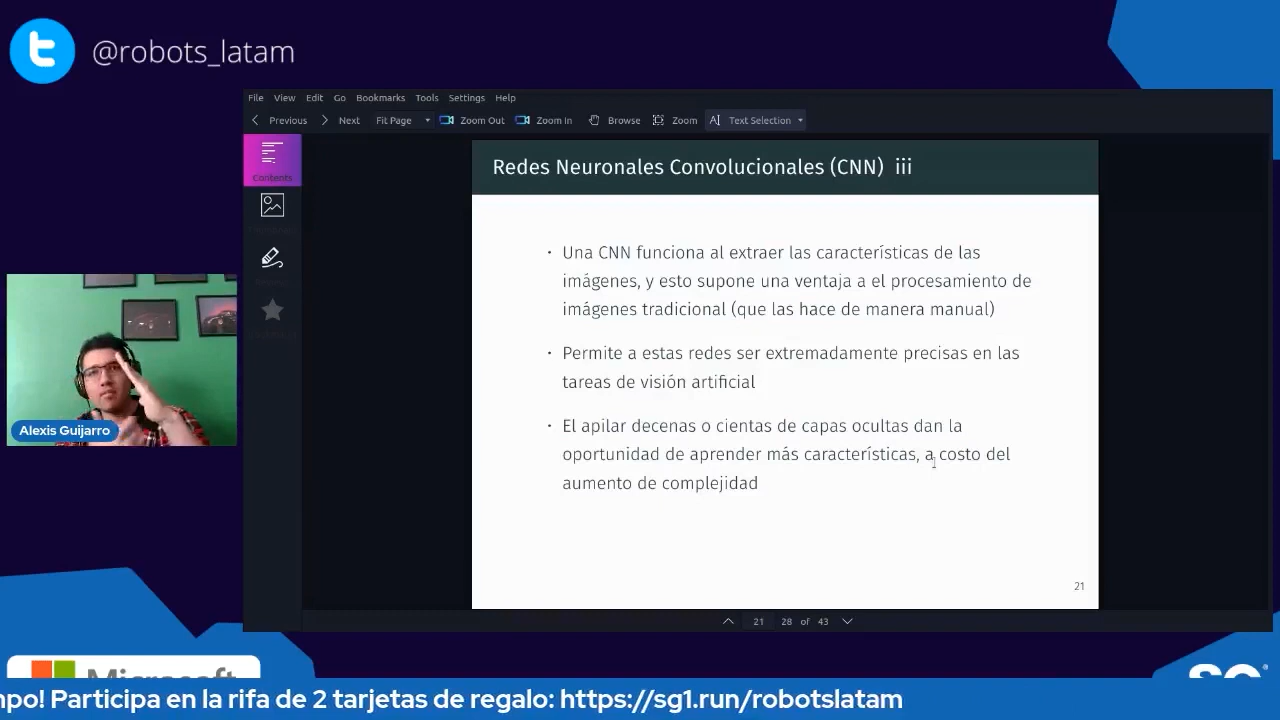 @robots_latam
File View Edit Go Bookmarks Tools Settings Help
Previous Next Fit Page Zoom Out Zoom In Browse Zoom Text Selection
Contents
Redes Neuronales Convolucionales (CNN) iii
• Una CNN funciona al extraer las características de las
imágenes, y esto supone una ventaja a el procesamiento de
imágenes tradicional (que las hace de manera manual)
• Permite a estas redes ser extremadamente precisas en las
tareas de visión artificial
• El apilar decenas o cientas de capas ocultas dan la
oportunidad de aprender más características, a costo del
aumento de complejidad
21
21 28 of 43
Alexis Guijarro
Microsoft
SG
mpo! Participa en la rifa de 2 tarjetas de regalo: https://sg1.run/robotslatam